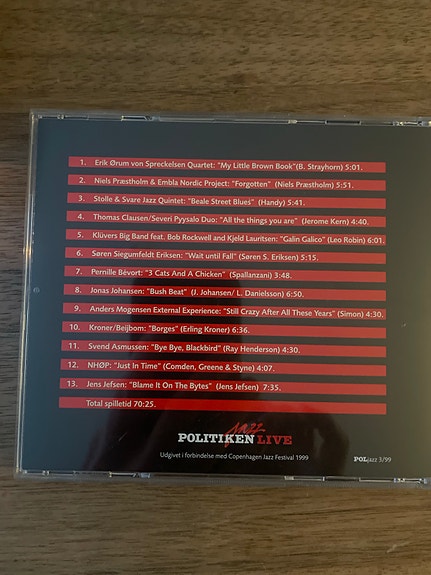 1. Erik Ørum von Spreckelsen Quartet: "My Little Brown Book"(B. Strayhorn) 5:01.
2. Niels Præstholm & Embla Nordic Project: "Forgotten" (Niels Præstholm) 5:51.
3. Stolle & Svare Jazz Quintet: "Beale Street Blues" (Handy) 5:41.
4. Thomas Clausen/Severi Pyysalo Duo: "All the things you are" (Jerome Kern) 4:40.
5. Klüvers Big Band feat. Bob Rockwell and Kjeld Lauritsen: "Galin Galico" (Leo Robin) 6:01.
6. Søren Siegumfeldt Eriksen: "Wait until Fall" (Søren S. Eriksen) 5:15.
7. Pernille Bévort: "3 Cats And A Chicken" (Spallanzani) 3:48.
8. Jonas Johansen: "Bush Beat" (J. Johansen/ L. Danielsson) 6:50.
9. Anders Mogensen External Experience: "Still Crazy After All These Years" (Simon) 4:30.
10. Kroner/Beijbom: "Borges" (Erling Kroner) 6:36.
11. Svend Asmussen: "Bye Bye, Blackbird" (Ray Henderson) 4:30.
12. NHØP: "Just In Time" (Comden, Greene & Styne) 4:07.
13. Jens Jefsen: "Blame It On The Bytes" (Jens Jefsen) 7:35.
Total spilletid 70:25.
jazz
POLITIKEN LIVE
Udgivet i forbindelse med Copenhagen Jazz Festival 1999
POLjazz 3/99